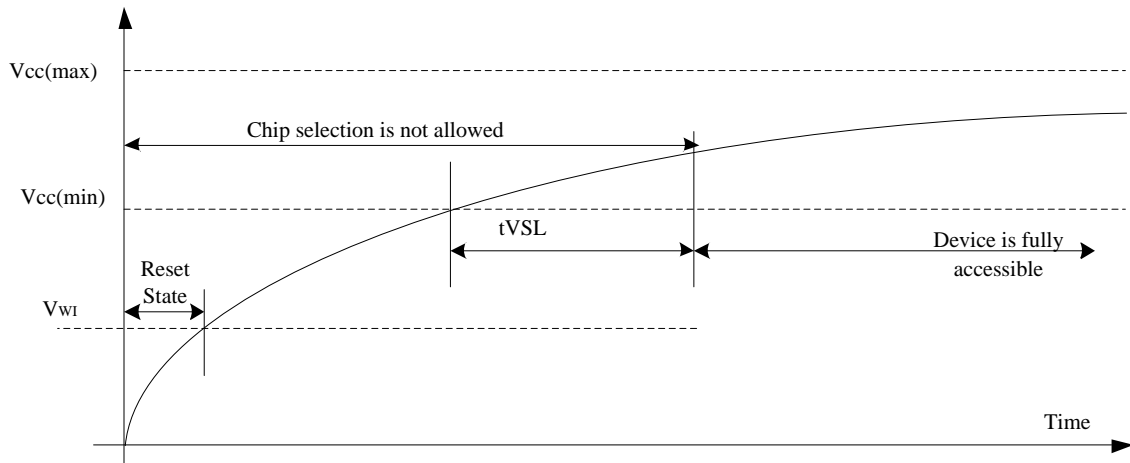 Vcc(max)
Chip selection is not allowed
Vcc(min)
tVSL
Device is fully
accessible
Reset
State
VWI
Time